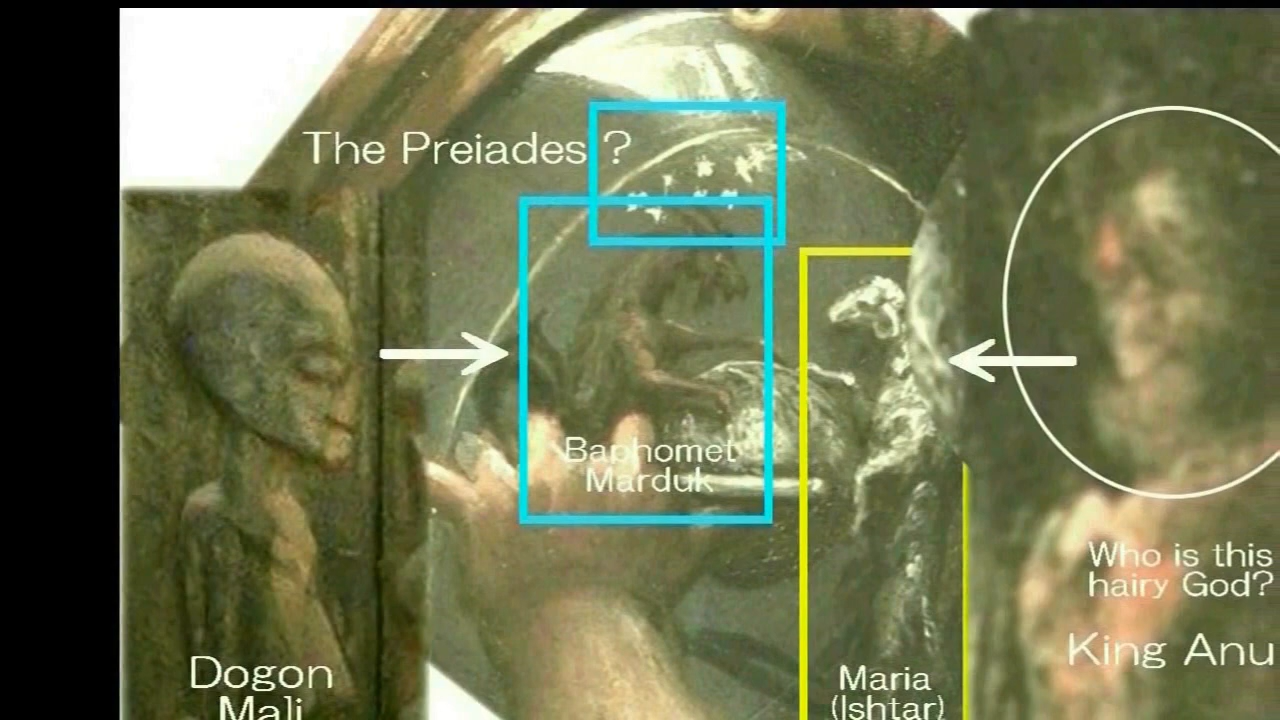 The Preiades ?
Baphomet
Marduk
Dogon
Mali
Maria
(Ishtar)
Who is this
hairy God?
King Anu